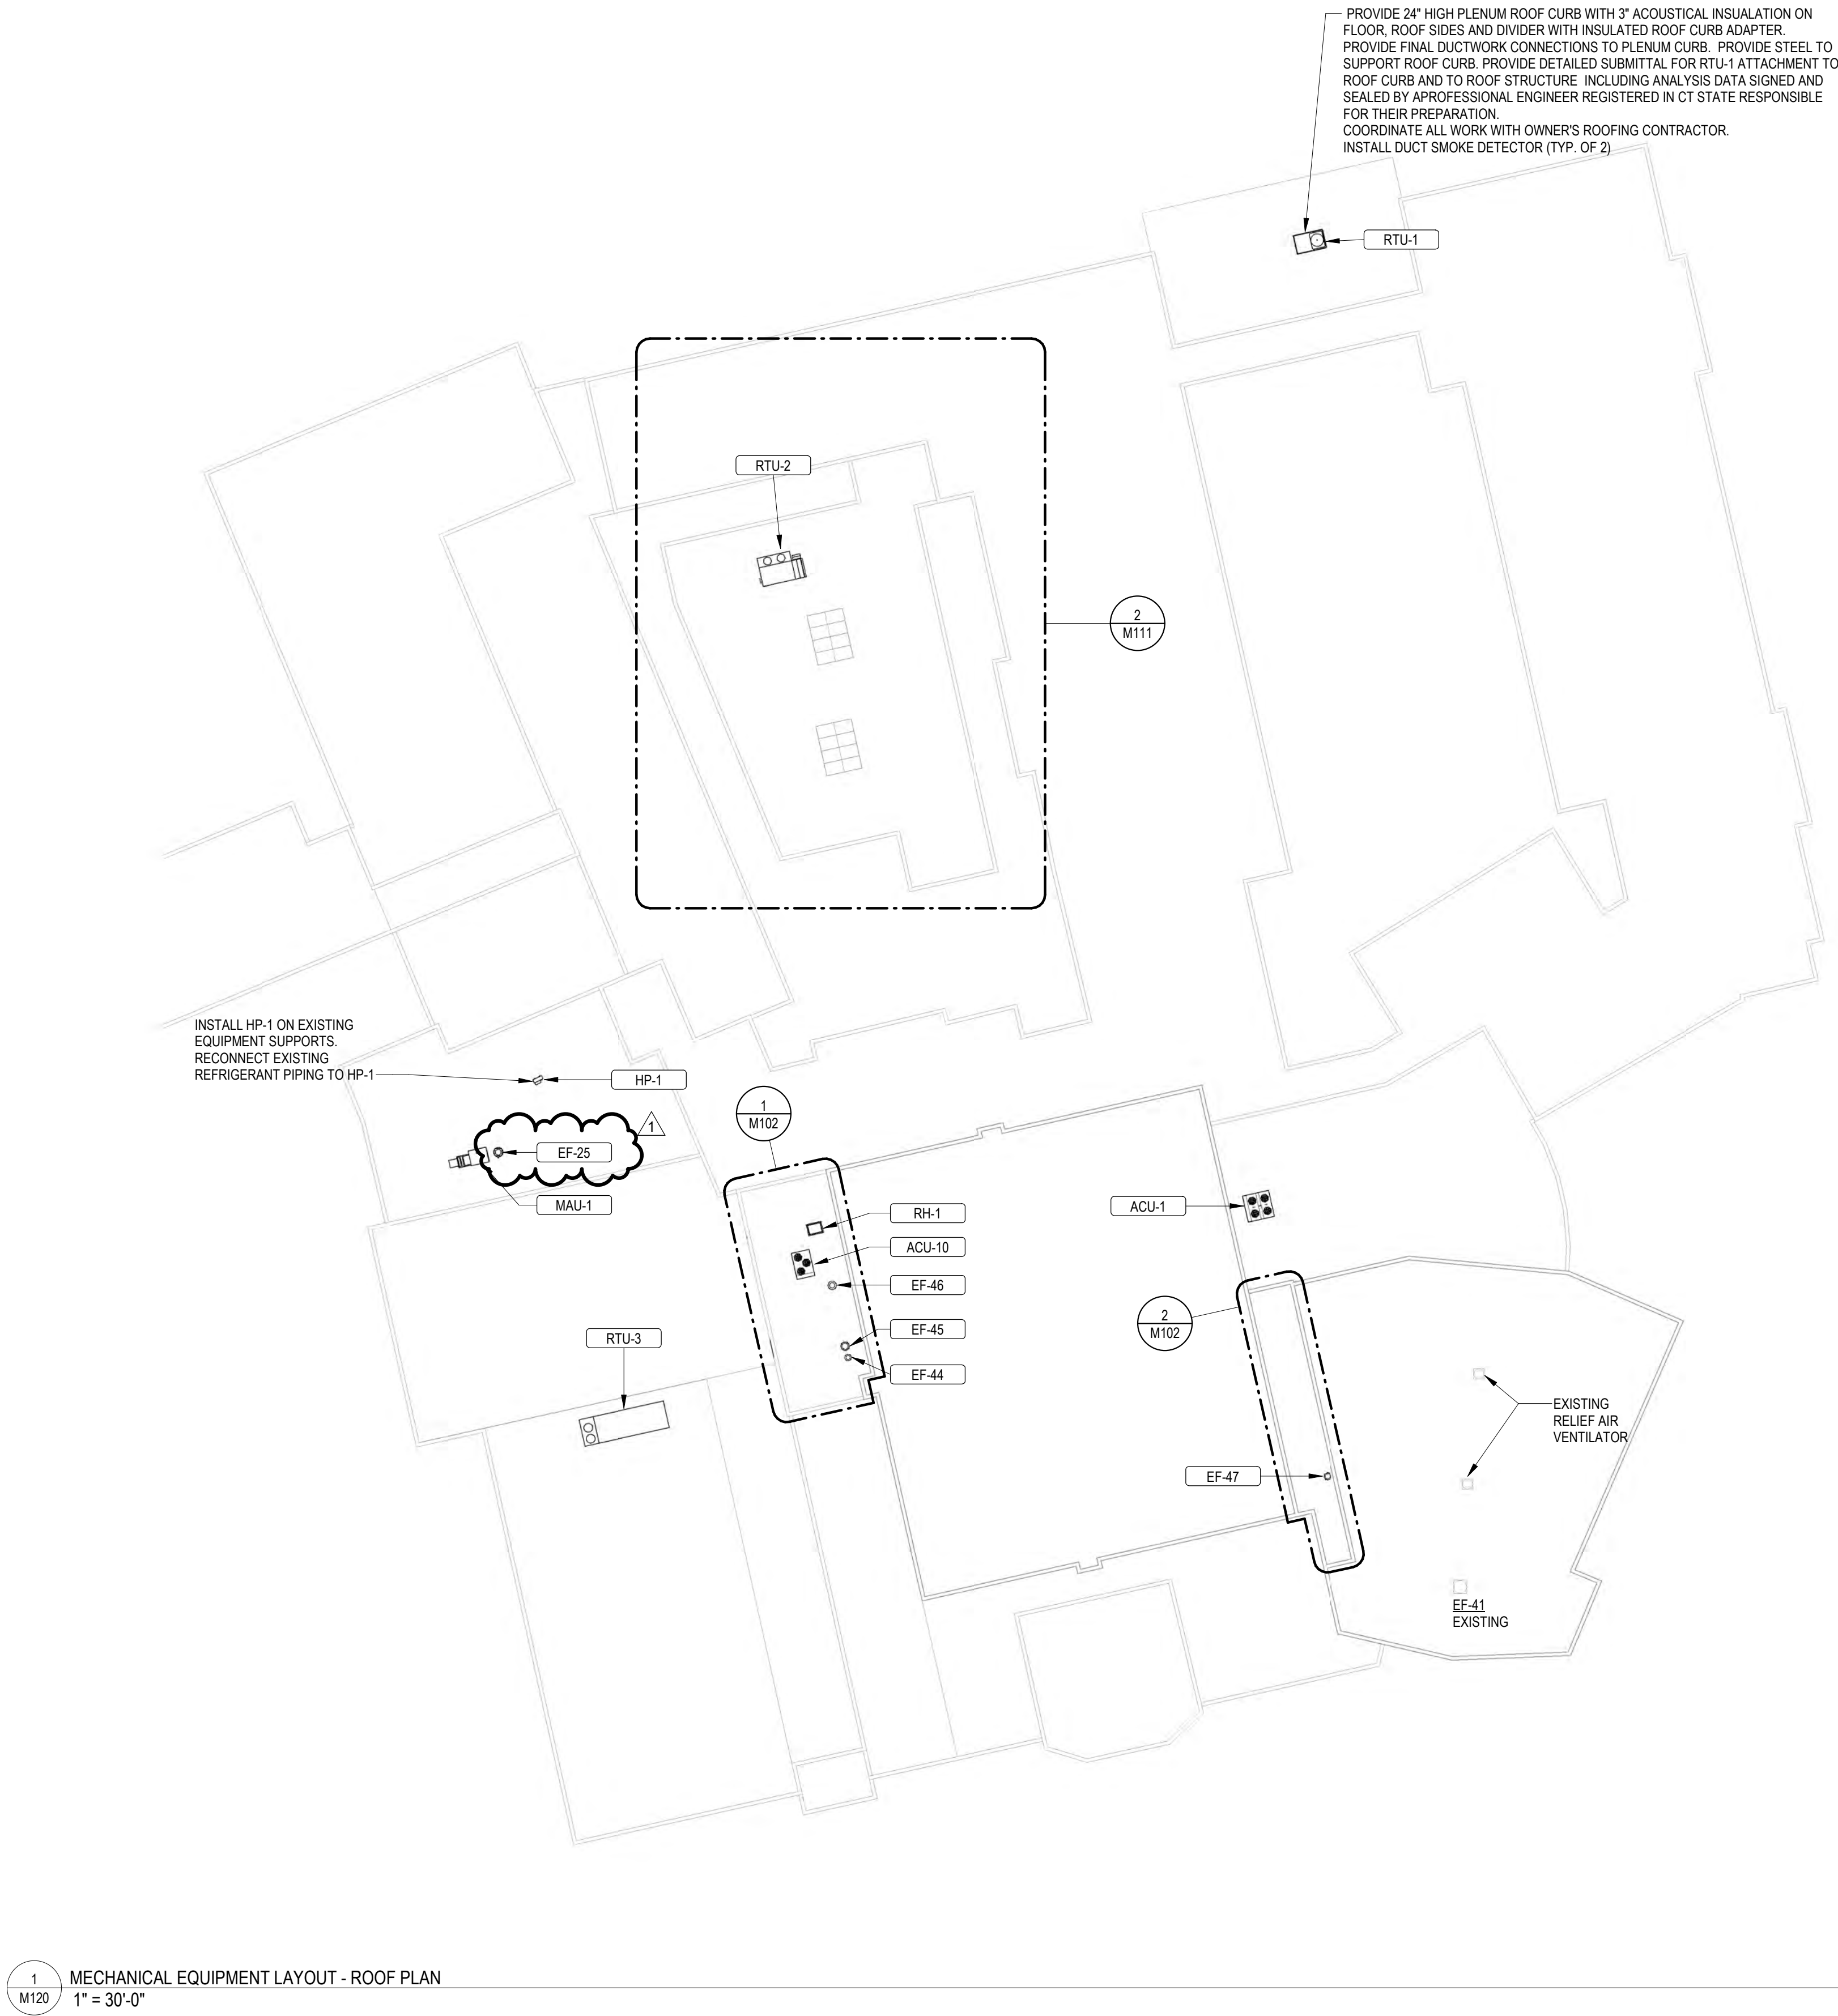 PROVIDE 24" HIGH PLENUM ROOF CURB WITH 3" ACOUSTICAL INSUALATION ON
FLOOR, ROOF SIDES AND DIVIDER WITH INSULATED ROOF CURB ADAPTER.
PROVIDE FINAL DUCTWORK CONNECTIONS TO PLENUM CURB. PROVIDE STEEL TO
SUPPORT ROOF CURB. PROVIDE DETAILED SUBMITTAL FOR RTU-1 ATTACHMENT TO
ROOF CURB AND TO ROOF STRUCTURE INCLUDING ANALYSIS DATA SIGNED AND
SEALED BY APROFESSIONAL ENGINEER REGISTERED IN CT STATE RESPONSIBLE
FOR THEIR PREPARATION.
COORDINATE ALL WORK WITH OWNER'S ROOFING CONTRACTOR.
INSTALL DUCT SMOKE DETECTOR (TYP. OF 2)
RTU-1
RTU-2
2
M111
INSTALL HP-1 ON EXISTING
EQUIPMENT SUPPORTS.
RECONNECT EXISTING
REFRIGERANT PIPING TO HP-1
HP-1
1
M102
1
EF-25
MAU-1
RH-1
ACU-1
ACU-10
EF-46
2
M102
EF-45
RTU-3
EF-44
EXISTING
RELIEF AIR
VENTILATOR
EF-47
EF-41
EXISTING
1
M120
MECHANICAL EQUIPMENT LAYOUT - ROOF PLAN
1" = 30'-0"